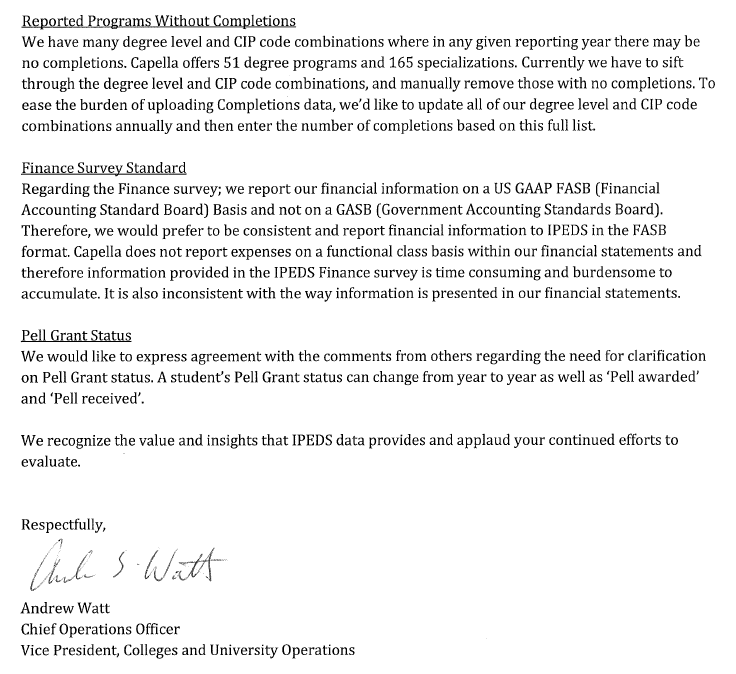 Reported Programs Without Completions
We have many degree level and CIP code combinations where in any given reporting year there may be
no completions. Capella offers 51 degree programs and 165 specializations. Currently we have to sift
through the degree level and CIP code combinations, and manually remove those with no completions. To
ease the burden of uploading Completions data, we'd like to update all of our degree level and CIP code
combinations annually and then enter the number of completions based on this full list.
Finance Survey Standard
Regarding the Finance survey; we report our financial information on a US GAAP FASB (Financial
Accounting Standard Board) Basis and not on a GASB (Government Accounting Standards Board).
Therefore, we would prefer to be consistent and report financial information to IPEDS in the FASB
format. Capella does not report expenses on a functional class basis within our financial statements and
therefore information provided in the IPEDS Finance survey is time consuming and burdensome to
accumulate. It is also inconsistent with the way information is presented in our financial statements.
Pell Grant Status
We would like to express agreement with the comments from others regarding the need for clarification
on Pell Grant status. A student's Pell Grant status can change from year to year as well as 'Pell awarded'
and 'Pell received'.
We recognize the value and insights that IPEDS data provides and applaud your continued efforts to
evaluate.
Respectfully,
S. Watt
Andrew Watt
Chief Operations Officer
Vice President, Colleges and University Operations